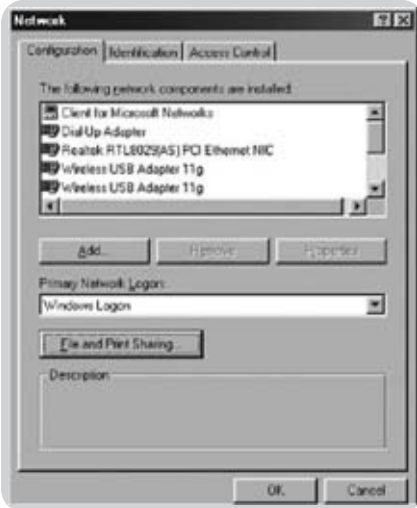 Network
Configuration
Identification
Access Control
The following network components are installed:
Client for Microsoft Networks
Dial-Up Adapter
Realtek RTL8029(AS) PCI Ethernet NIC
Wireless USB Adapter 11g
Wireless USB Adapter 11g
Add...
Remove
Properties
Primary Network Logon:
Windows Logon
File and Print Sharing...
Description
OK
Cancel